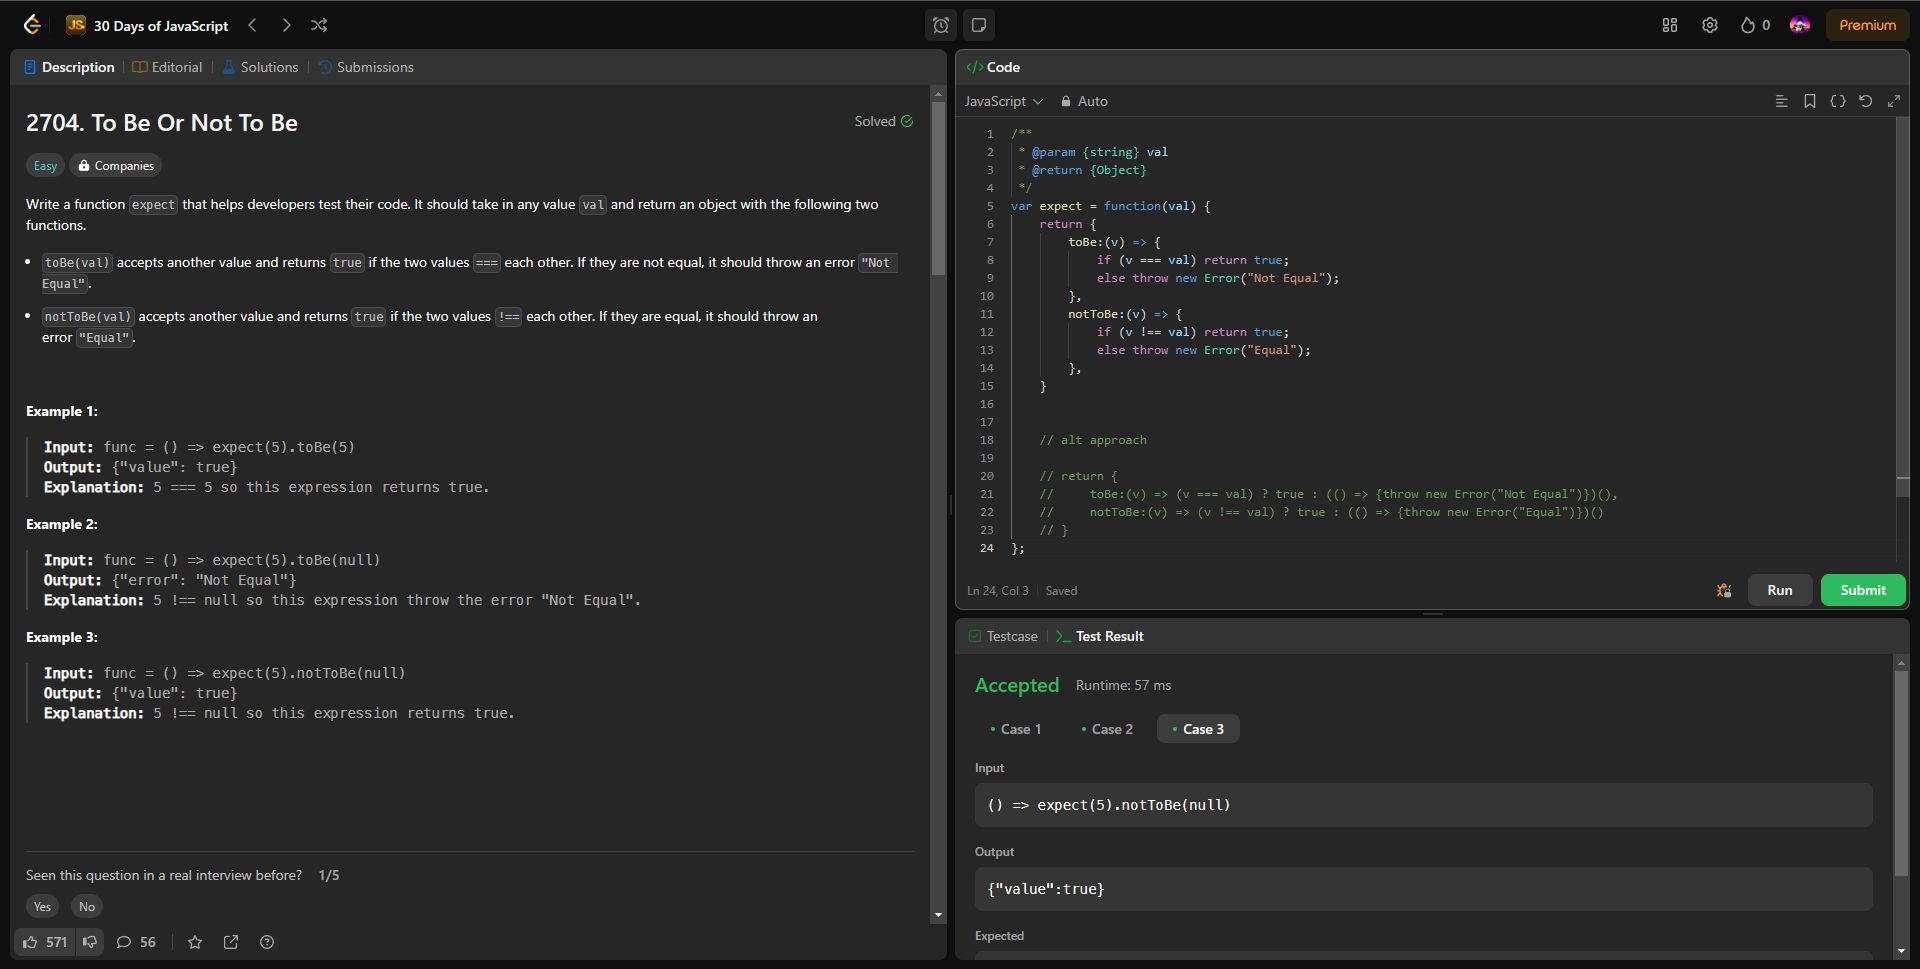 30 Days of JavaScript
0
Premium
Description
Editorial
Solutions
Submissions
2704. To Be Or Not To Be
Solved
Easy
Companies
Write a function expect that helps developers test their code. It should take in any value val and return an object with the following two
functions.
• toBe(val) accepts another value and returns true if the two values === each other. If they are not equal, it should throw an error "Not
Equal".
• notToBe(val) accepts another value and returns true if the two values !== each other. If they are equal, it should throw an
error "Equal".
Example 1:
Input: func = () => expect(5).toBe(5)
Output: {"value": true}
Explanation: 5 === 5 so this expression returns true.
Example 2:
Input: func = () => expect(5).toBe(null)
Output: {"error": "Not Equal"}
Explanation: 5 !== null so this expression throw the error "Not Equal".
Example 3:
Input: func = () => expect(5).notToBe(null)
Output: {"value": true}
Explanation: 5 !== null so this expression returns true.
Seen this question in a real interview before? 1/5
Yes
No
571
56
</> Code
JavaScript
Auto
1 /**
2 * @param {string} val
3 * @return {Object}
4 */
5 var expect = function(val) {
6 return {
7 toBe:(v) => {
8 if (v === val) return true;
9 else throw new Error("Not Equal");
10 },
11 notToBe:(v) => {
12 if (v !== val) return true;
13 else throw new Error("Equal");
14 },
15 }
16
17
18 // alt approach
19
20 // return {
21 // toBe:(v) => (v === val) ? true : (() => {throw new Error("Not Equal")})(),
22 // notToBe:(v) => (v !== val) ? true : (() => {throw new Error("Equal")})()
23 // }
24 };
Ln 24, Col 3
Saved
Run
Submit
Testcase
>_ Test Result
Accepted
Runtime: 57 ms
• Case 1
• Case 2
• Case 3
Input
() => expect(5).notToBe(null)
Output
{"value":true}
Expected